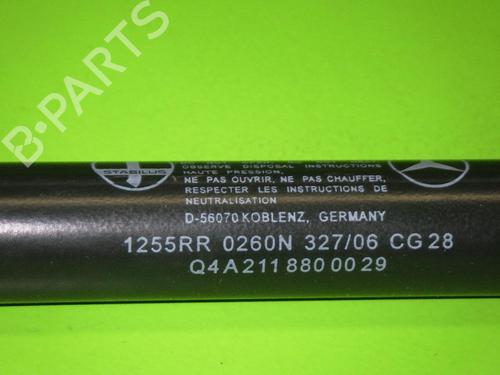 B-PARTS
STABILUS
OBSERVE DISPOSAL INSTRUCTIONS
HAUTE PRESSION,
NE PAS OUVRIR, NE PAS CHAUFFER,
RESPECTER LES INSTRUCTIONS DE
NEUTRALISATION
D-56070 KOBLENZ, GERMANY
1255RR 0260N 327/06 CG28
Q4A211 880 00 29